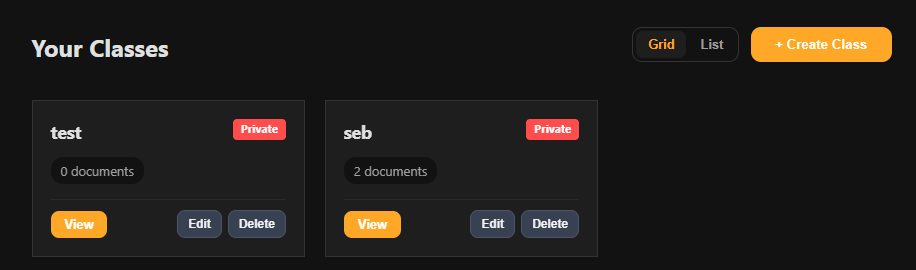 Your Classes
Grid List + Create Class
test Private
0 documents
View Edit Delete
seb Private
2 documents
View Edit Delete